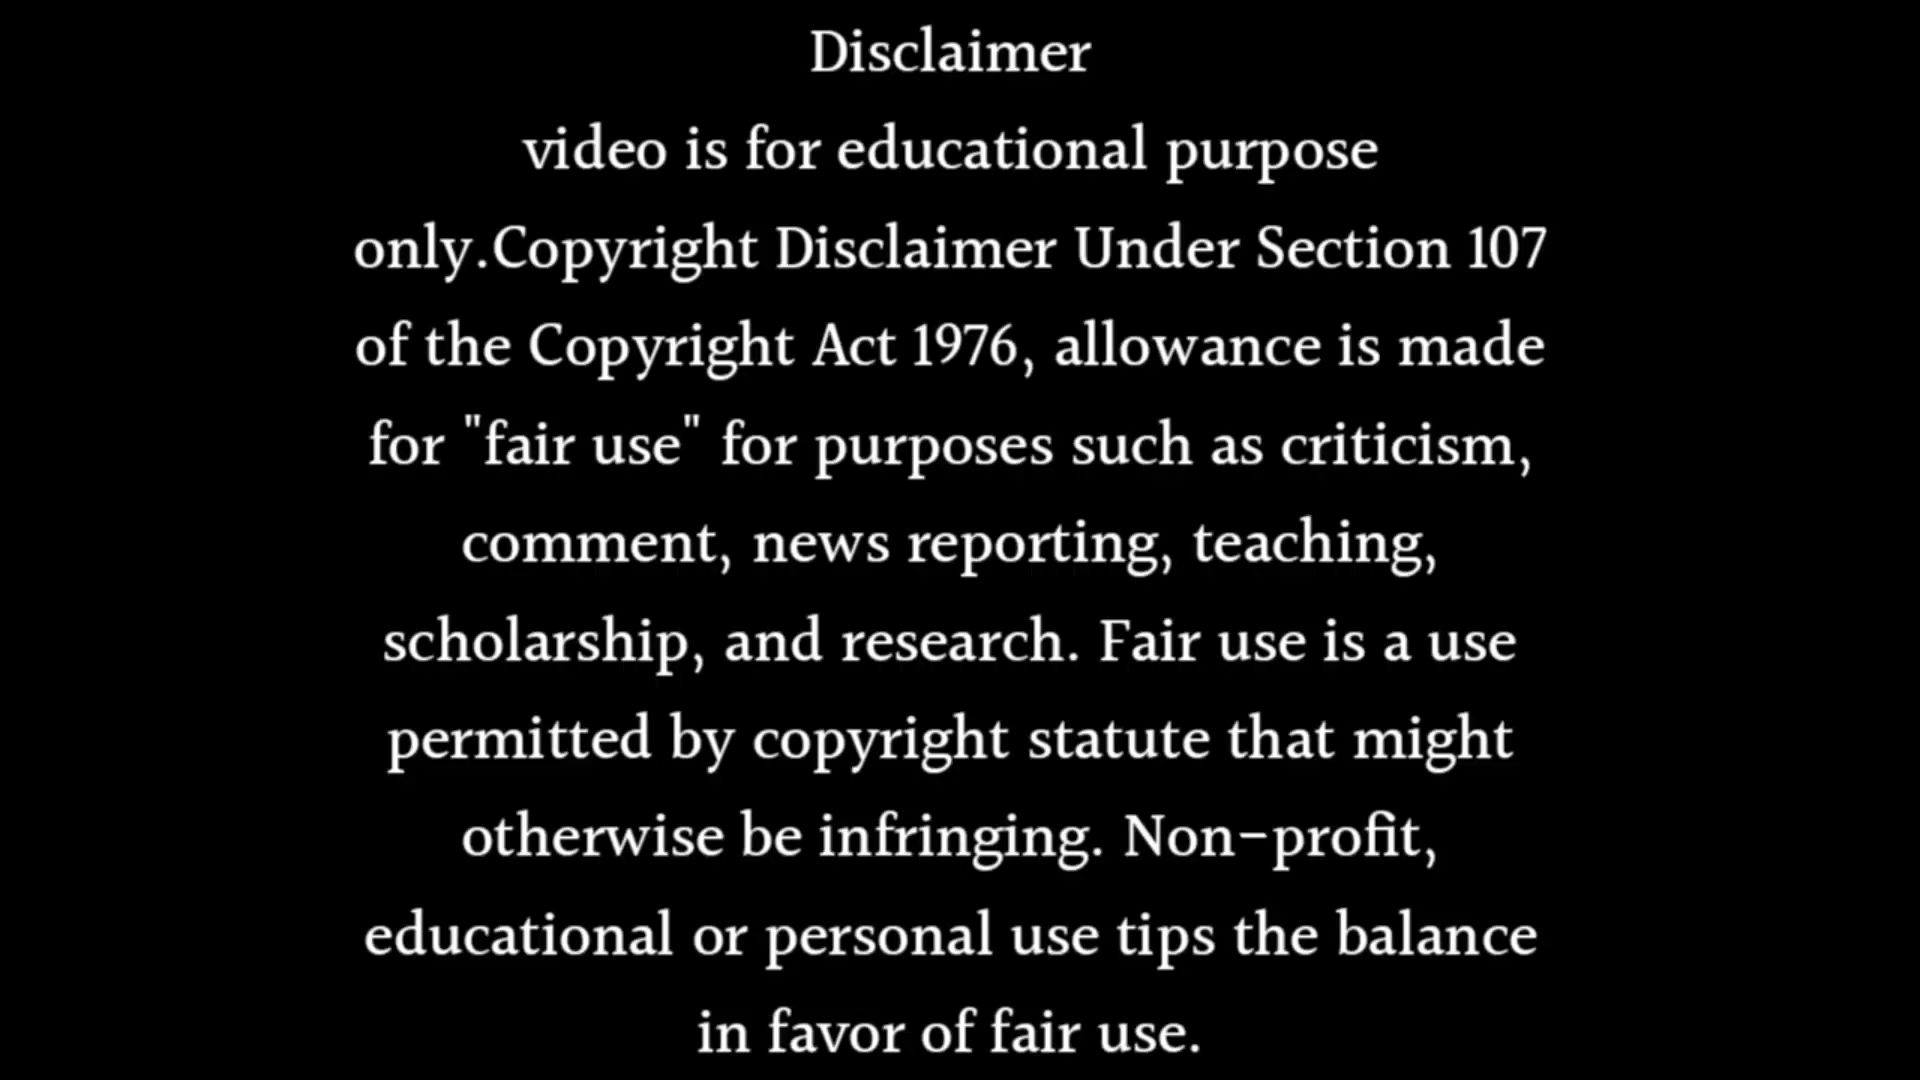 Disclaimer
video is for educational purpose
only.Copyright Disclaimer Under Section 107
of the Copyright Act 1976, allowance is made
for "fair use" for purposes such as criticism,
comment, news reporting, teaching,
scholarship, and research. Fair use is a use
permitted by copyright statute that might
otherwise be infringing. Non-profit,
educational or personal use tips the balance
in favor of fair use.